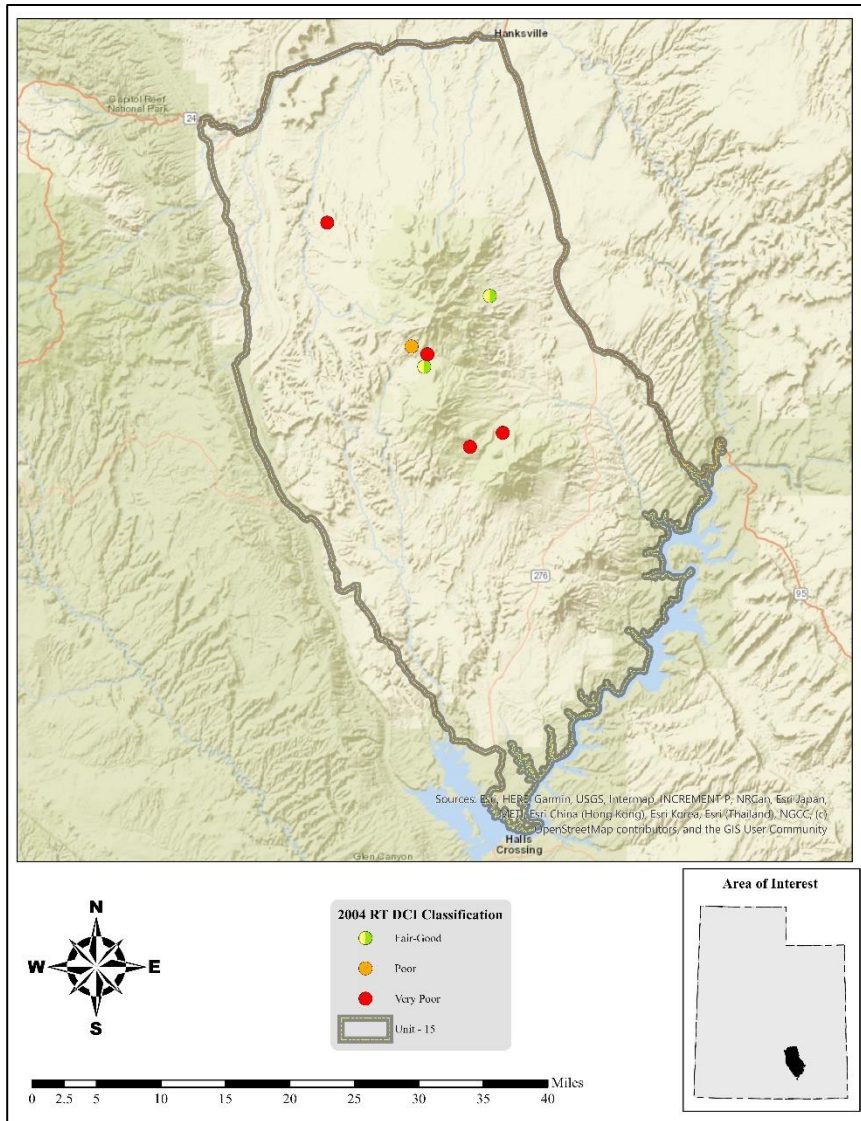 Hanksville
Capitol Reef
National Park
24
276
95
Sources: Esri, HERE, Garmin, USGS, Intermap, INCREMENT P, NRCan, Esri Japan,
METI, Esri China (Hong Kong), Esri Korea, Esri (Thailand), NGCC, (c)
OpenStreetMap contributors, and the GIS User Community
Halls
Crossing
Glen Canyon
N
W
E
S
2004 RT DCI Classification
Fair-Good
Poor
Very Poor
Unit - 15
Area of Interest
Miles
0 2.5 5 10 15 20 25 30 35 40